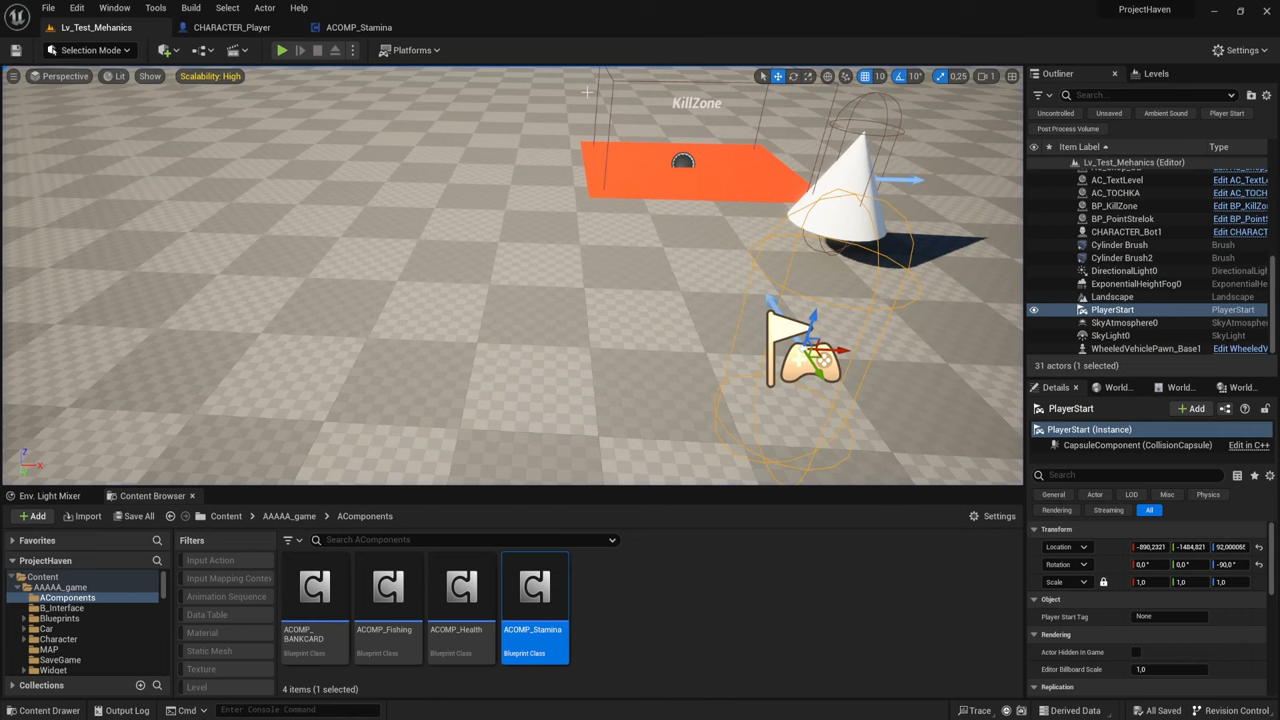 File Edit Window Tools Build Select Actor Help
ProjectHaven
Lv_Test_Mehanics CHARACTER_Player ACOMP_Stamina
Selection Mode Platforms Settings
Perspective Lit Show Scalability: High 10 10° 0,25 1
KillZone
Outliner Levels
Search...
Uncontrolled Unsaved Ambient Sound Player Start
Post Process Volume
Item Label Type
Lv_Test_Mehanics (Editor)
AC_TextLevel Edit AC_TextL
AC_TOCHKA Edit AC_TOCH
BP_KillZone Edit BP_KillZo
BP_PointStrelok Edit BP_PointS
CHARACTER_Bot1 Edit CHARACT
Cylinder Brush Brush
Cylinder Brush2 Brush
DirectionalLight0 DirectionalLigh
ExponentialHeightFog0 ExponentialHe
Landscape Landscape
PlayerStart PlayerStart
SkyAtmosphere0 SkyAtmosphere
SkyLight0 SkyLight
WheeledVehiclePawn_Base1 Edit WheeledV
31 actors (1 selected)
Details World... World... World...
PlayerStart Add
PlayerStart (Instance)
CapsuleComponent (CollisionCapsule) Edit in C++
Search
General Actor LOD Misc Physics
Rendering Streaming All
Transform
Location -890,2321 -1484,821 92,000005
Rotation 0,0° 0,0° -90,0°
Scale 1,0 1,0 1,0
Object
Player Start Tag None
Rendering
Actor Hidden In Game
Editor Billboard Scale 1,0
Replication
Z
X
Env. Light Mixer Content Browser
Add Import Save All Content AAAAA_game AComponents Settings
Favorites
ProjectHaven
Content
AAAAA_game
AComponents
B_Interface
Blueprints
Car
Character
MAP
SaveGame
Widget
Collections
Filters
Input Action
Input Mapping Contex
Animation Sequence
Data Table
Material
Static Mesh
Texture
Level
Search AComponents
ACOMP_
BANKCARD
Blueprint Class
ACOMP_Fishing
Blueprint Class
ACOMP_Health
Blueprint Class
ACOMP_Stamina
Blueprint Class
4 items (1 selected)
Content Drawer Output Log Cmd Enter Console Command Trace Derived Data All Saved Revision Control